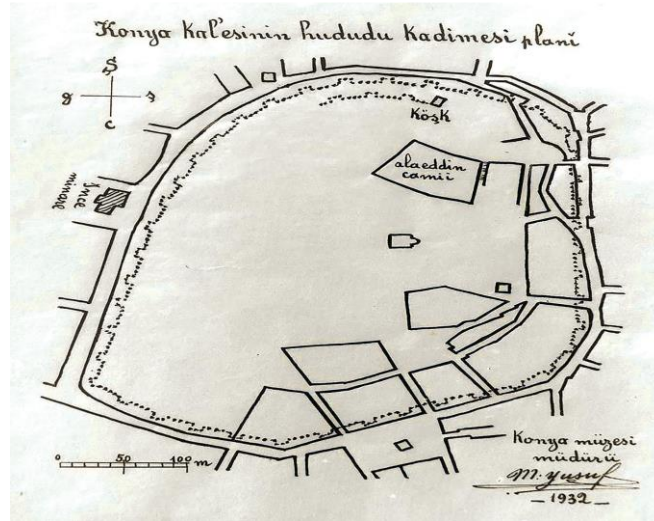 Konya Kal'esinin hududu kadimesi planı
Ş
c
Köşk
alaeddin
camii
İnce
minare
0 50 100 m
Konya müzesi
müdürü
M. Yusuf
_ 1932 _